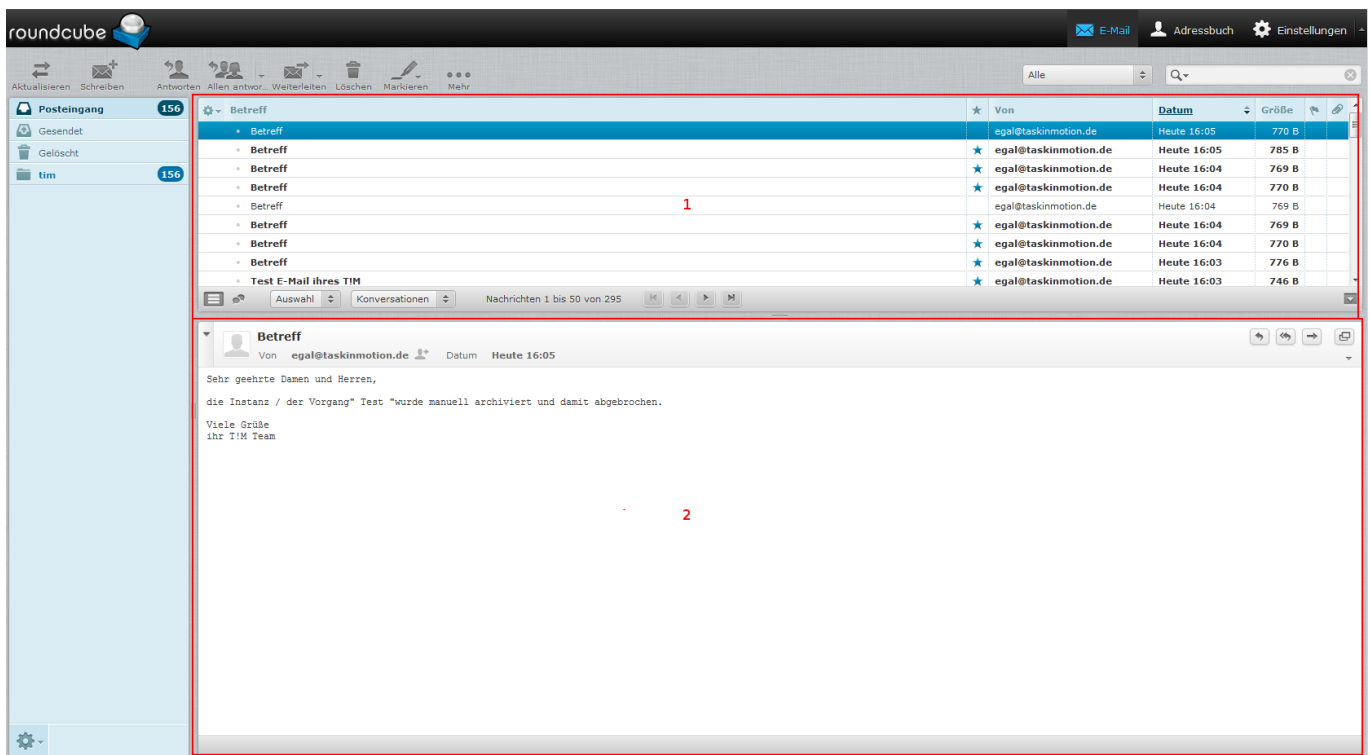 roundcube
E-Mail Adressbuch Einstellungen
Aktualisieren Schreiben Antworten Allen antwor... Weiterleiten Löschen Markieren Mehr
Alle
Posteingang 156
Gesendet
Gelöscht
tim 156
Betreff Von Datum Größe
Betreff egal@taskinmotion.de Heute 16:05 770 B
Betreff egal@taskinmotion.de Heute 16:05 785 B
Betreff egal@taskinmotion.de Heute 16:04 769 B
Betreff egal@taskinmotion.de Heute 16:04 770 B
1
Betreff egal@taskinmotion.de Heute 16:04 769 B
Betreff egal@taskinmotion.de Heute 16:04 769 B
Betreff egal@taskinmotion.de Heute 16:04 770 B
Betreff egal@taskinmotion.de Heute 16:03 776 B
Test E-Mail ihres T!M egal@taskinmotion.de Heute 16:03 746 B
Auswahl Konversationen Nachrichten 1 bis 50 von 295
Betreff
Von egal@taskinmotion.de Datum Heute 16:05
Sehr geehrte Damen und Herren,
die Instanz / der Vorgang" Test "wurde manuell archiviert und damit abgebrochen.
Viele Grüße
ihr T!M Team
2